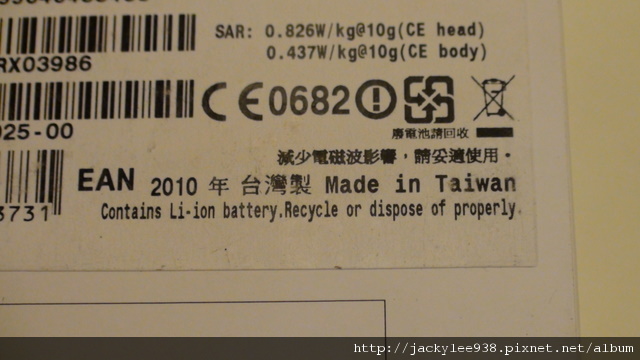 SAR: 0.826W/kg@10g(CE head)
0.437W/kg@10g(CE body)
RX03986
CE0682
025-00
廢電池請回收
減少電磁波影響，請妥適使用。
EAN 2010 年 台灣製 Made in Taiwan
3731
Contains Li-ion battery.Recycle or dispose of properly.
http://jackylee938.pixnet.net/album